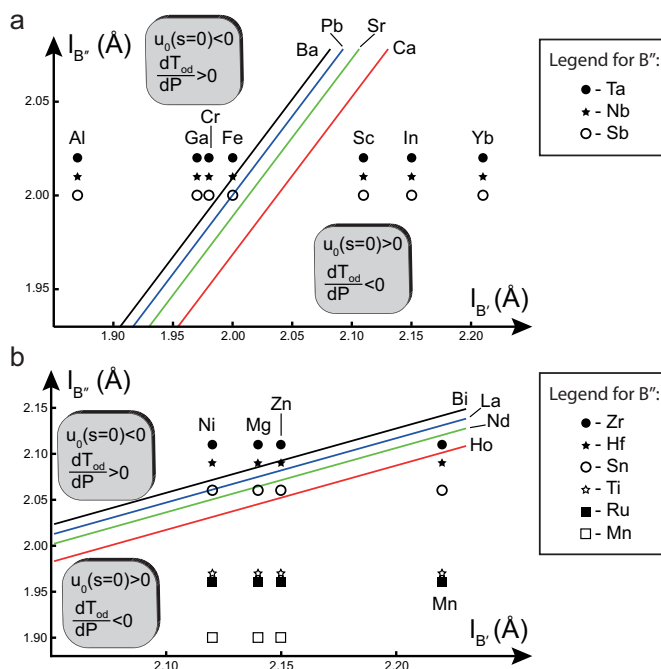 a
l_B″ (Å)
u₀(s=0)<0
dT_od
dP
>0
Ba
Pb
Sr
Ca
Legend for B″:
- Ta
- Nb
- Sb
2.05
2.00
1.95
Al
Ga
Cr
Fe
Sc
In
Yb
u₀(s=0)>0
dT_od
dP
<0
l_B′ (Å)
1.90
1.95
2.00
2.05
2.10
2.15
2.20
b
l_B″ (Å)
2.15
2.10
2.05
2.00
1.95
1.90
u₀(s=0)<0
dT_od
dP
>0
Ni
Mg
Zn
Bi
La
Nd
Ho
Legend for B″:
- Zr
- Hf
- Sn
- Ti
- Ru
- Mn
u₀(s=0)>0
dT_od
dP
<0
Mn
l_B′ (Å)
2.10
2.15
2.20